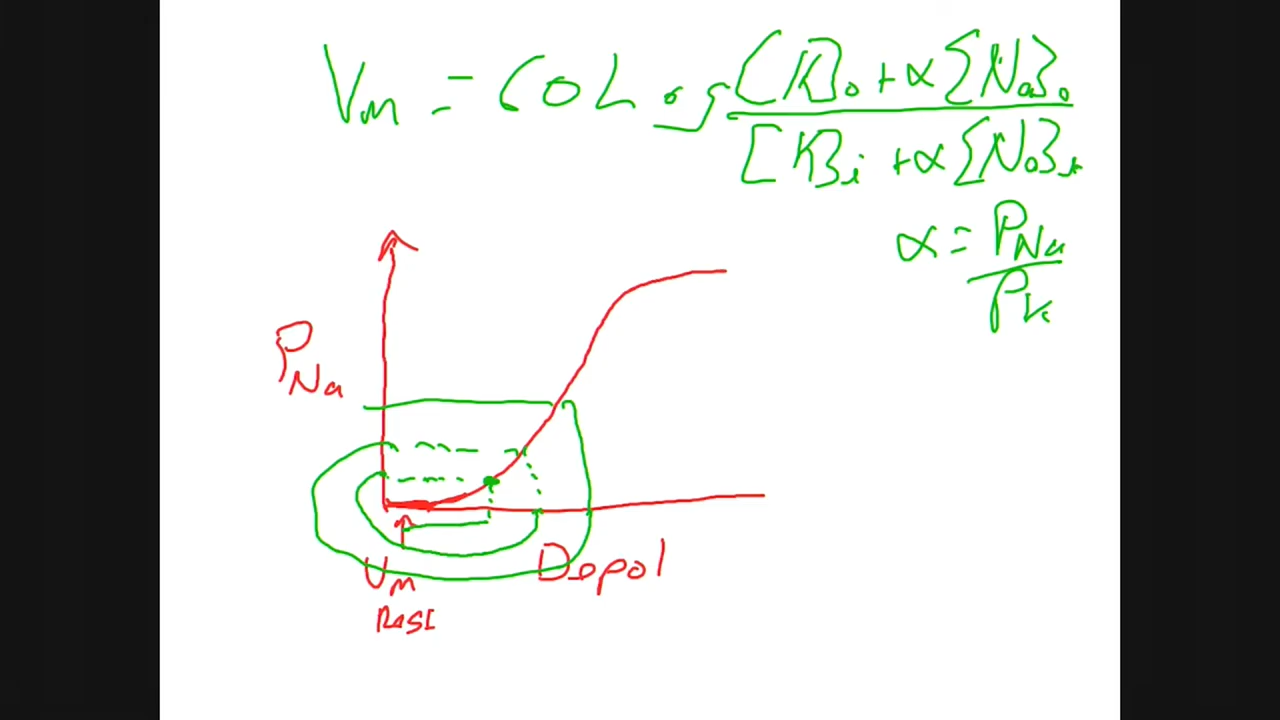 Vm = 60 Log [K]o + α[Na]o
[K]i + α[Na]i
α = PNa
PK
PNa
Depol
Vm
Rest